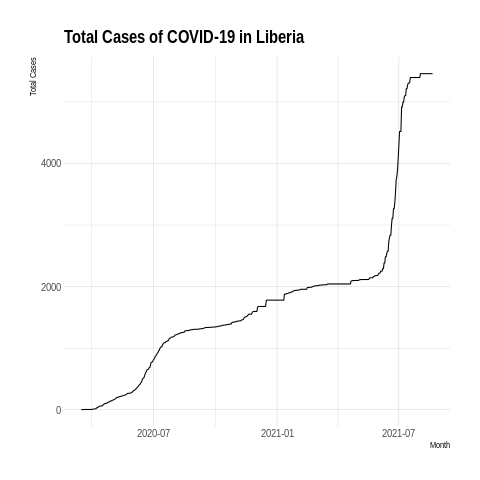 Total Cases of COVID-19 in Liberia
Total Cases
4000
2000
0
2020-07
2021-01
2021-07
Month